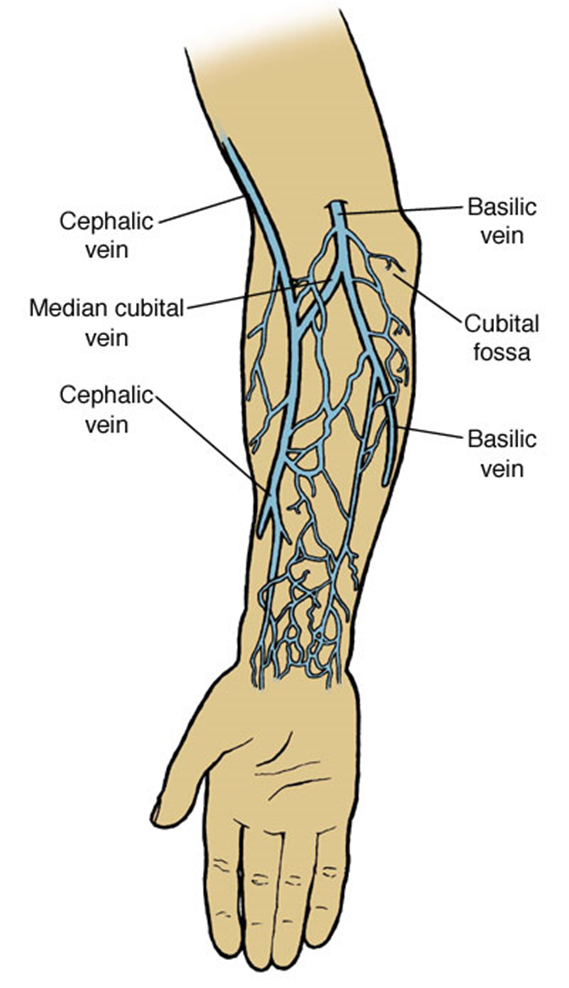 Cephalic
vein
Basilic
vein
Median cubital
vein
Cubital
fossa
Cephalic
vein
Basilic
vein